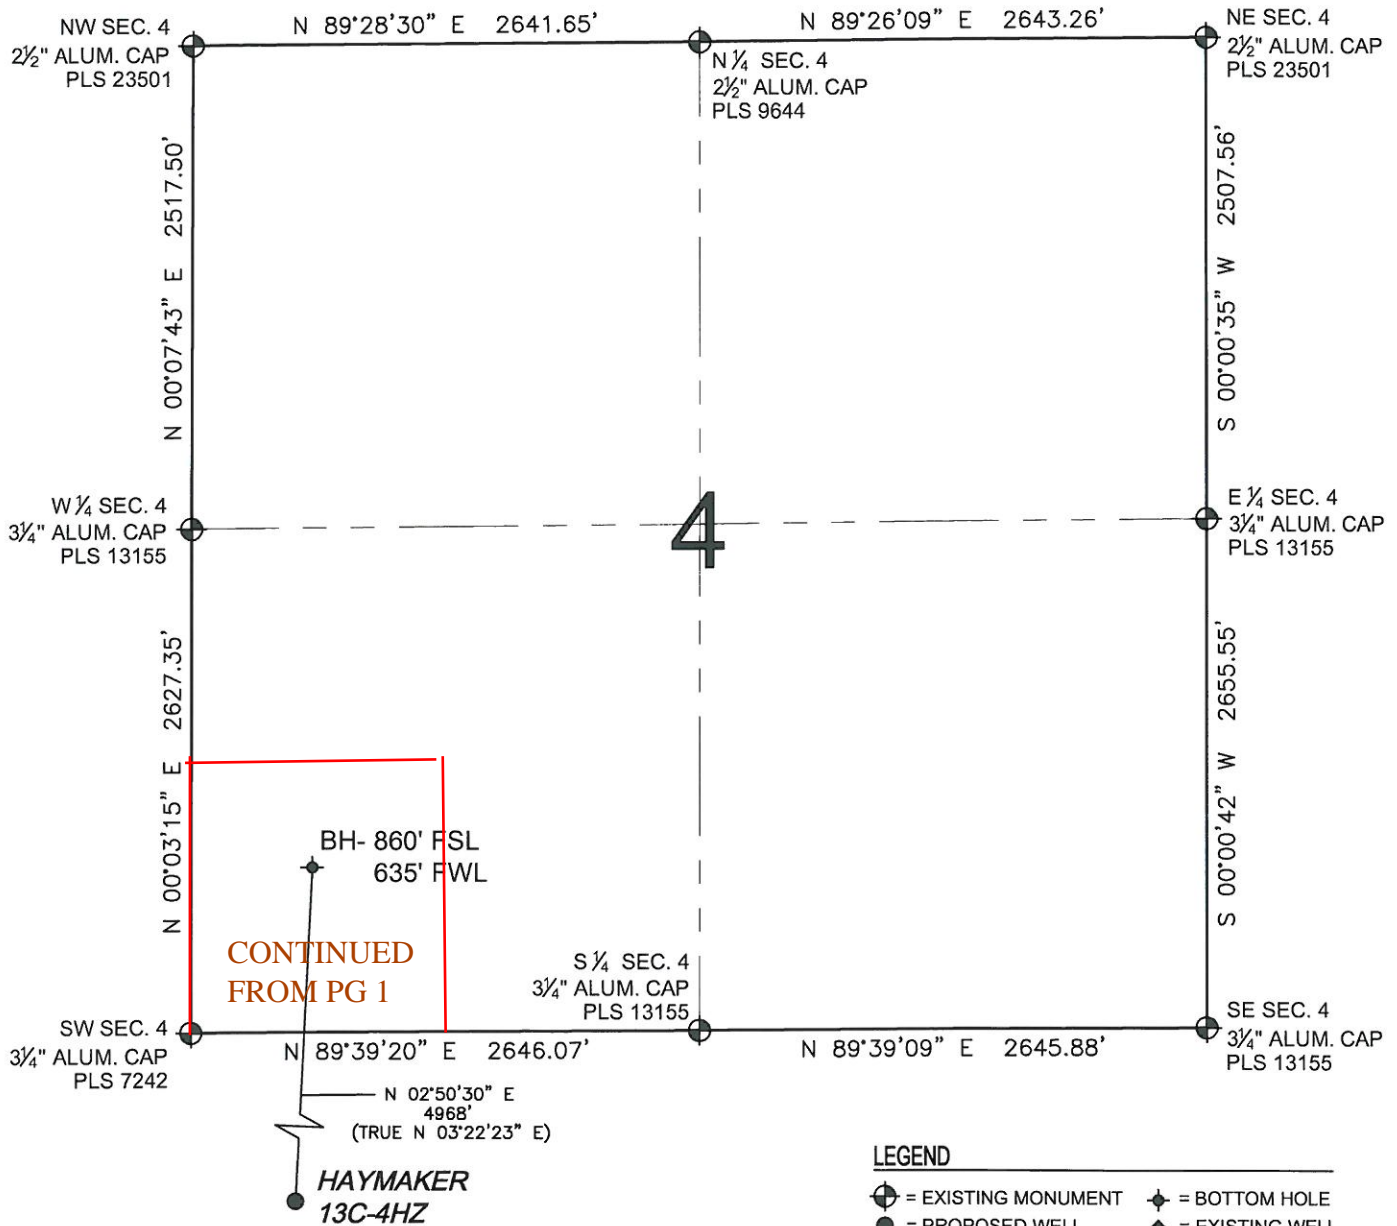 NW SEC. 4
2½" ALUM. CAP
PLS 23501
N 89°28'30" E 2641.65'
N 89°26'09" E 2643.26'
NE SEC. 4
2½" ALUM. CAP
PLS 23501
N ¼ SEC. 4
2½" ALUM. CAP
PLS 9644
N 00°07'43" E 2517.50'
S 00°00'35" W 2507.56'
W ¼ SEC. 4
3¼" ALUM. CAP
PLS 13155
4
E ¼ SEC. 4
3¼" ALUM. CAP
PLS 13155
N 00°03'15" E 2627.35'
S 00°00'42" W 2655.55'
BH- 860' FSL
635' FWL
CONTINUED
FROM PG 1
S ¼ SEC. 4
3¼" ALUM. CAP
PLS 13155
SW SEC. 4
3¼" ALUM. CAP
PLS 7242
N 89°39'20" E 2646.07'
N 89°39'09" E 2645.88'
SE SEC. 4
3¼" ALUM. CAP
PLS 13155
N 02°50'30" E
4968'
(TRUE N 03°22'23" E)
HAYMAKER
13C-4HZ
LEGEND
= EXISTING MONUMENT
= BOTTOM HOLE
= PROPOSED WELL
= EXISTING WELL